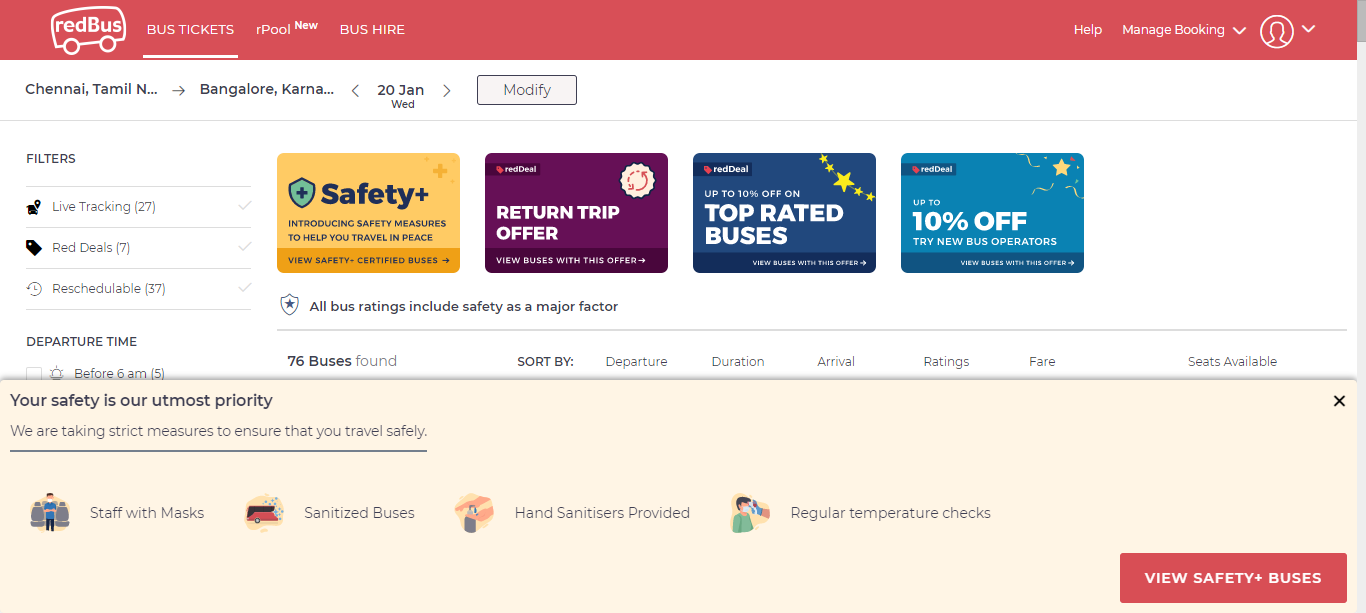 redBus
BUS TICKETS
rPool New
BUS HIRE
Help
Manage Booking
Chennai, Tamil N...
Bangalore, Karna...
20 Jan
Wed
Modify
FILTERS
Live Tracking (27)
Red Deals (7)
Reschedulable (37)
DEPARTURE TIME
Before 6 am (5)
Safety+
INTRODUCING SAFETY MEASURES
TO HELP YOU TRAVEL IN PEACE
VIEW SAFETY+ CERTIFIED BUSES
redDeal
RETURN TRIP
OFFER
VIEW BUSES WITH THIS OFFER
redDeal
UP TO 10% OFF ON
TOP RATED
BUSES
VIEW BUSES WITH THIS OFFER
redDeal
UP TO
10% OFF
TRY NEW BUS OPERATORS
VIEW BUSES WITH THIS OFFER
All bus ratings include safety as a major factor
76 Buses found
SORT BY:
Departure
Duration
Arrival
Ratings
Fare
Seats Available
Your safety is our utmost priority
We are taking strict measures to ensure that you travel safely.
Staff with Masks
Sanitized Buses
Hand Sanitisers Provided
Regular temperature checks
VIEW SAFETY+ BUSES